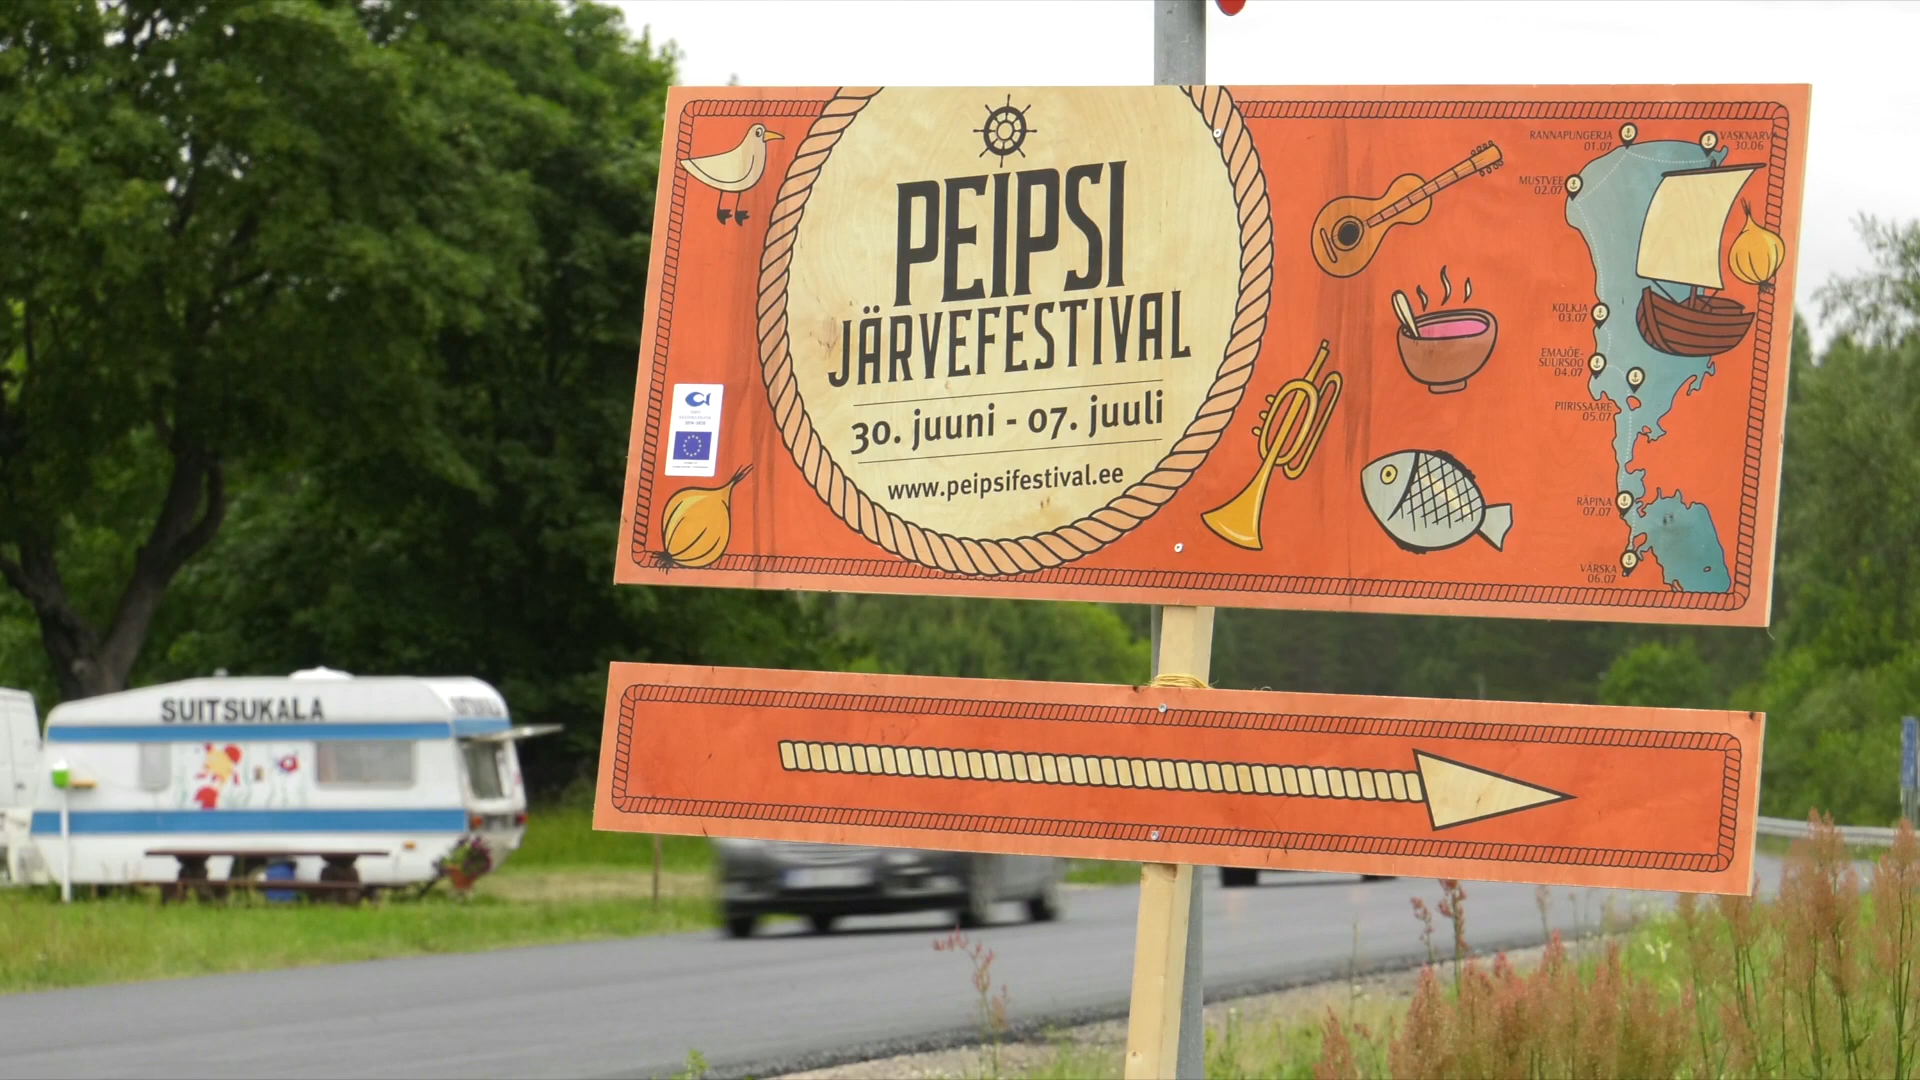 PEIPSI
JÄRVEFESTIVAL
30. juuni - 07. juuli
www.peipsifestival.ee
RANNAPUNGERJA
01.07
VASKNARVA
30.06
MUSTVEE
02.07
KOLKJA
03.07
EMAJÕE-
SUURSOO
04.07
PIIRISSAARE
05.07
RÄPINA
07.07
VÄRSKA
06.07
SUITSUKALA